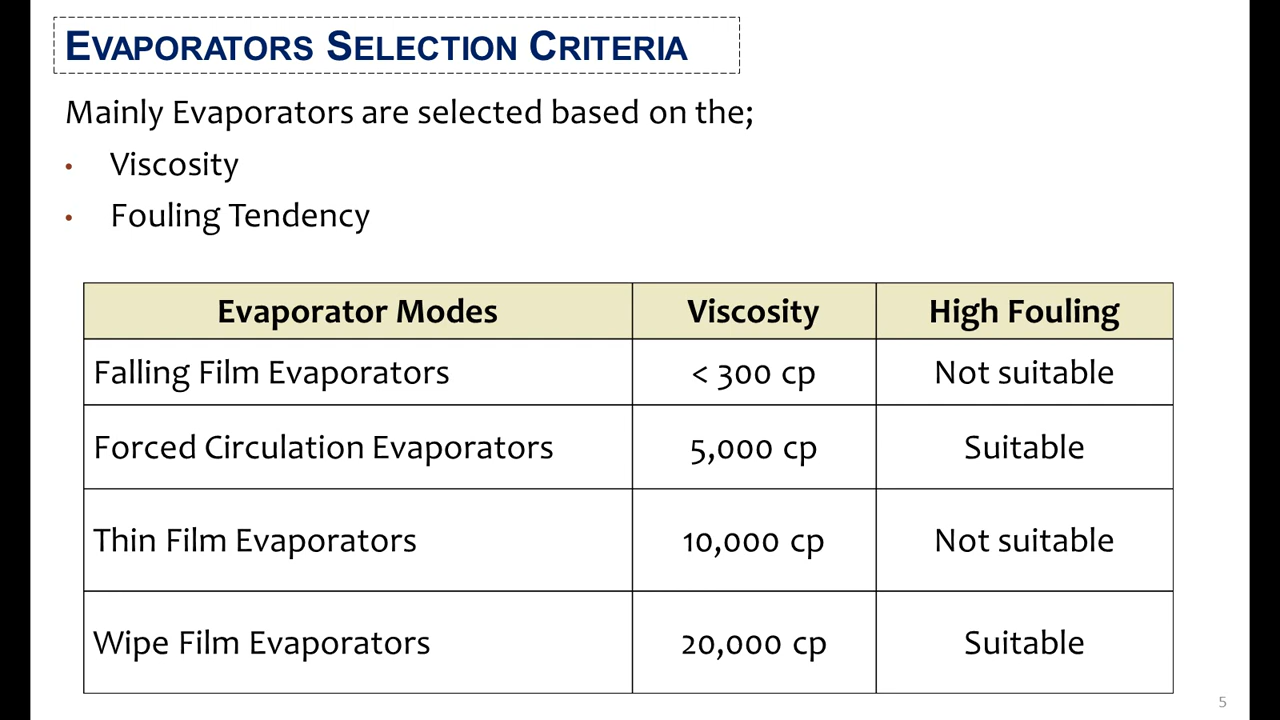 EVAPORATORS SELECTION CRITERIA
Mainly Evaporators are selected based on the;
• Viscosity
• Fouling Tendency
Evaporator Modes Viscosity High Fouling
Falling Film Evaporators < 300 cp Not suitable
Forced Circulation Evaporators 5,000 cp Suitable
Thin Film Evaporators 10,000 cp Not suitable
Wipe Film Evaporators 20,000 cp Suitable
5